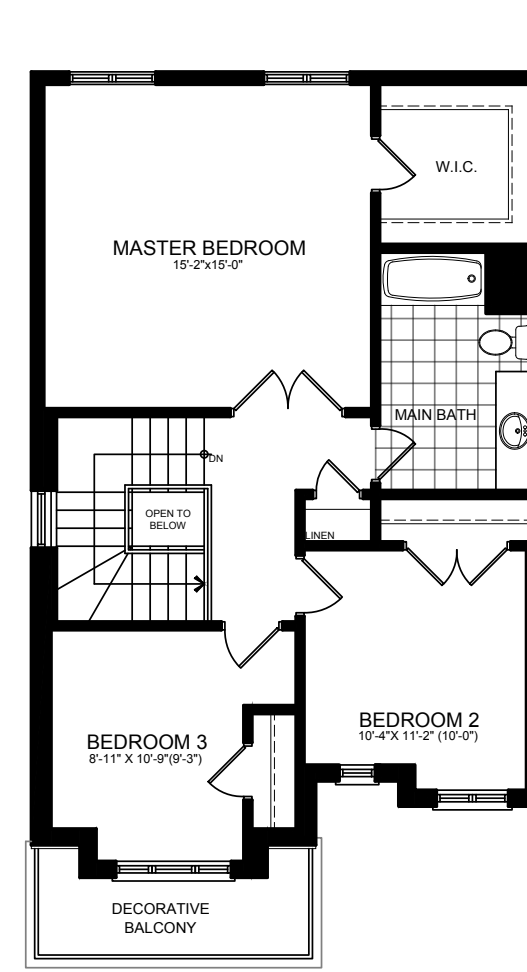 W.I.C.
MASTER BEDROOM
15'-2"x15'-0"
MAIN BATH
DN
OPEN TO
BELOW
LINEN
BEDROOM 2
10'-4"X 11'-2" (10'-0")
BEDROOM 3
8'-11" X 10'-9"(9'-3")
DECORATIVE
BALCONY